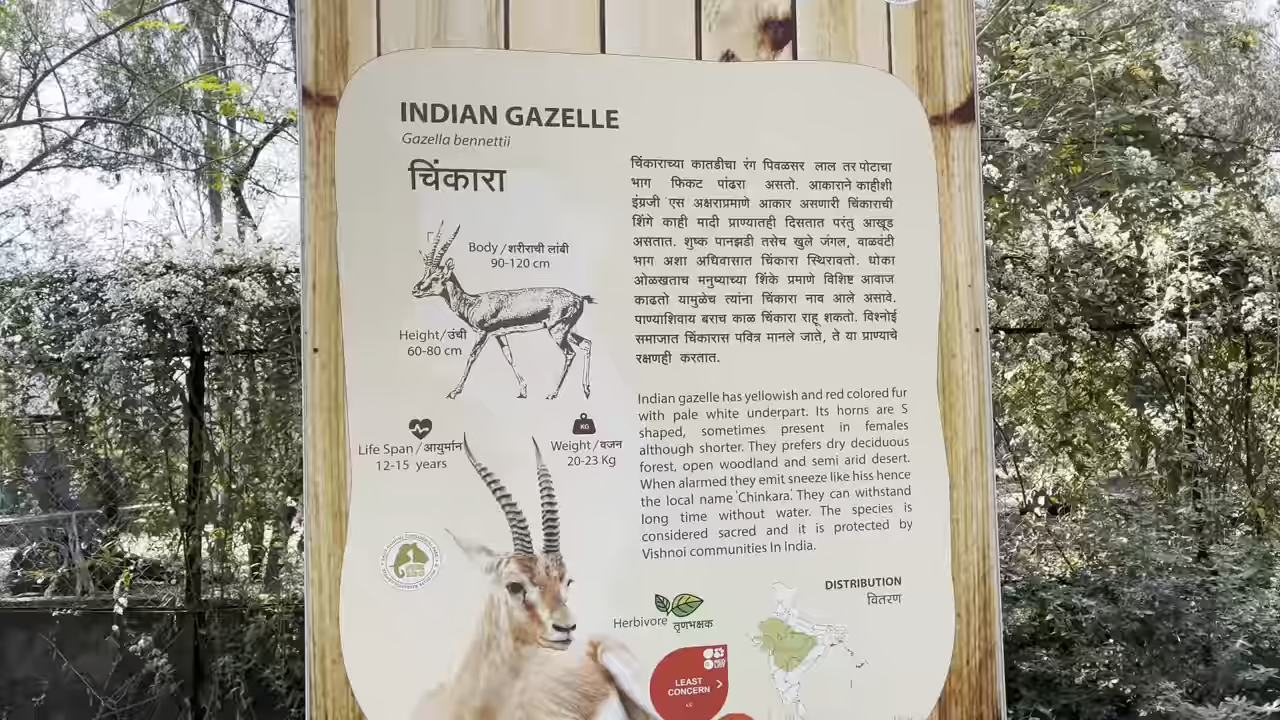 INDIAN GAZELLE
Gazella bennettii
चिंकारा
Body / शरीराची लांबी
90-120 cm
Height / उंची
60-80 cm
Life Span / आयुर्मान
12-15 years
KG
Weight / वजन
20-23 Kg
चिंकाराच्या कातडीचा रंग पिवळसर लाल तर पोटाचा
भाग फिकट पांढरा असतो. आकाराने काहीशी
इंग्रजी 'एस अक्षराप्रमाणे आकार असणारी चिंकाराची
शिंगे काही मादी प्राण्यातही दिसतात परंतु आखूड
असतात. शुष्क पानझडी तसेच खुले जंगल, वाळवंटी
भाग अशा अधिवासात चिंकारा स्थिरावतो. धोका
ओळखताच मनुष्याच्या शिंके प्रमाणे विशिष्ट आवाज
काढतो यामुळेच त्यांना चिंकारा नाव आले असावे.
पाण्याशिवाय बराच काळ चिंकारा राहू शकतो. विश्नोई
समाजात चिंकारास पवित्र मानले जाते, ते या प्राण्याचे
रक्षणही करतात.
Indian gazelle has yellowish and red colored fur
with pale white underpart. Its horns are S
shaped, sometimes present in females
although shorter. They prefers dry deciduous
forest, open woodland and semi arid desert.
When alarmed they emit sneeze like hiss hence
the local name 'Chinkara'. They can withstand
long time without water. The species is
considered sacred and it is protected by
Vishnoi communities In India.
DISTRIBUTION
वितरण
Herbivore तृणभक्षक
LEAST
CONCERN
LC